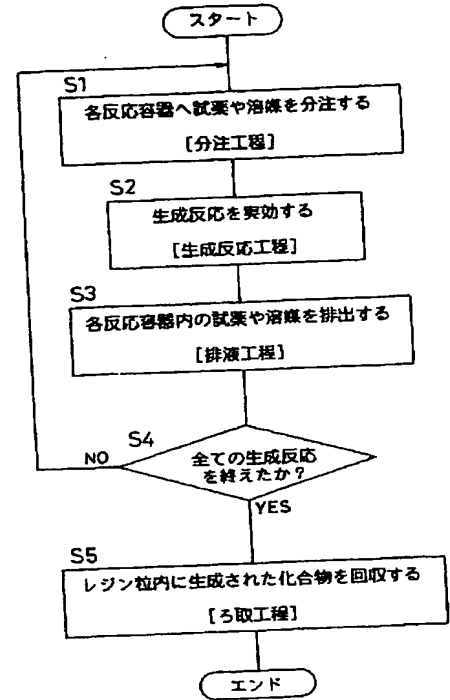 スタート
S1
各反応容器へ試薬や溶媒を分注する
[分注工程]
S2
生成反応を実効する
[生成反応工程]
S3
各反応容器内の試薬や溶媒を排出する
[排液工程]
S4
NO
全ての生成反応
を終えたか？
YES
S5
レジン粒内に生成された化合物を回収する
[ろ取工程]
エンド